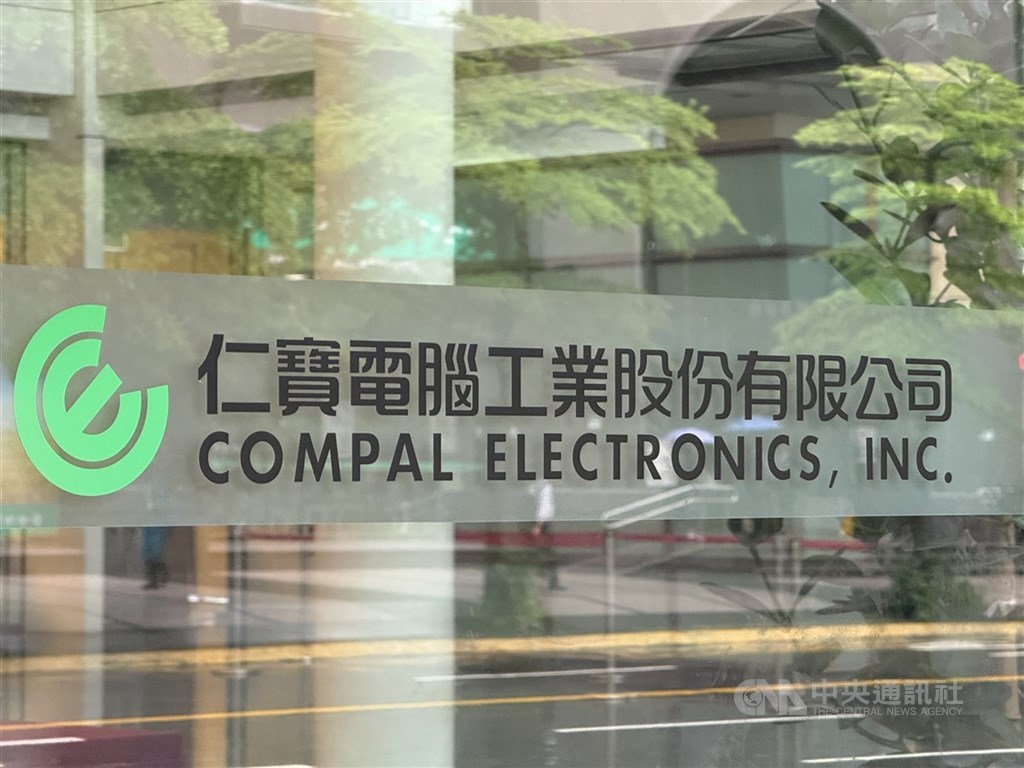 仁寶電腦工業股份有限公司
COMPAL ELECTRONICS, INC.
CNA 中央通訊社
THE CENTRAL NEWS AGENCY